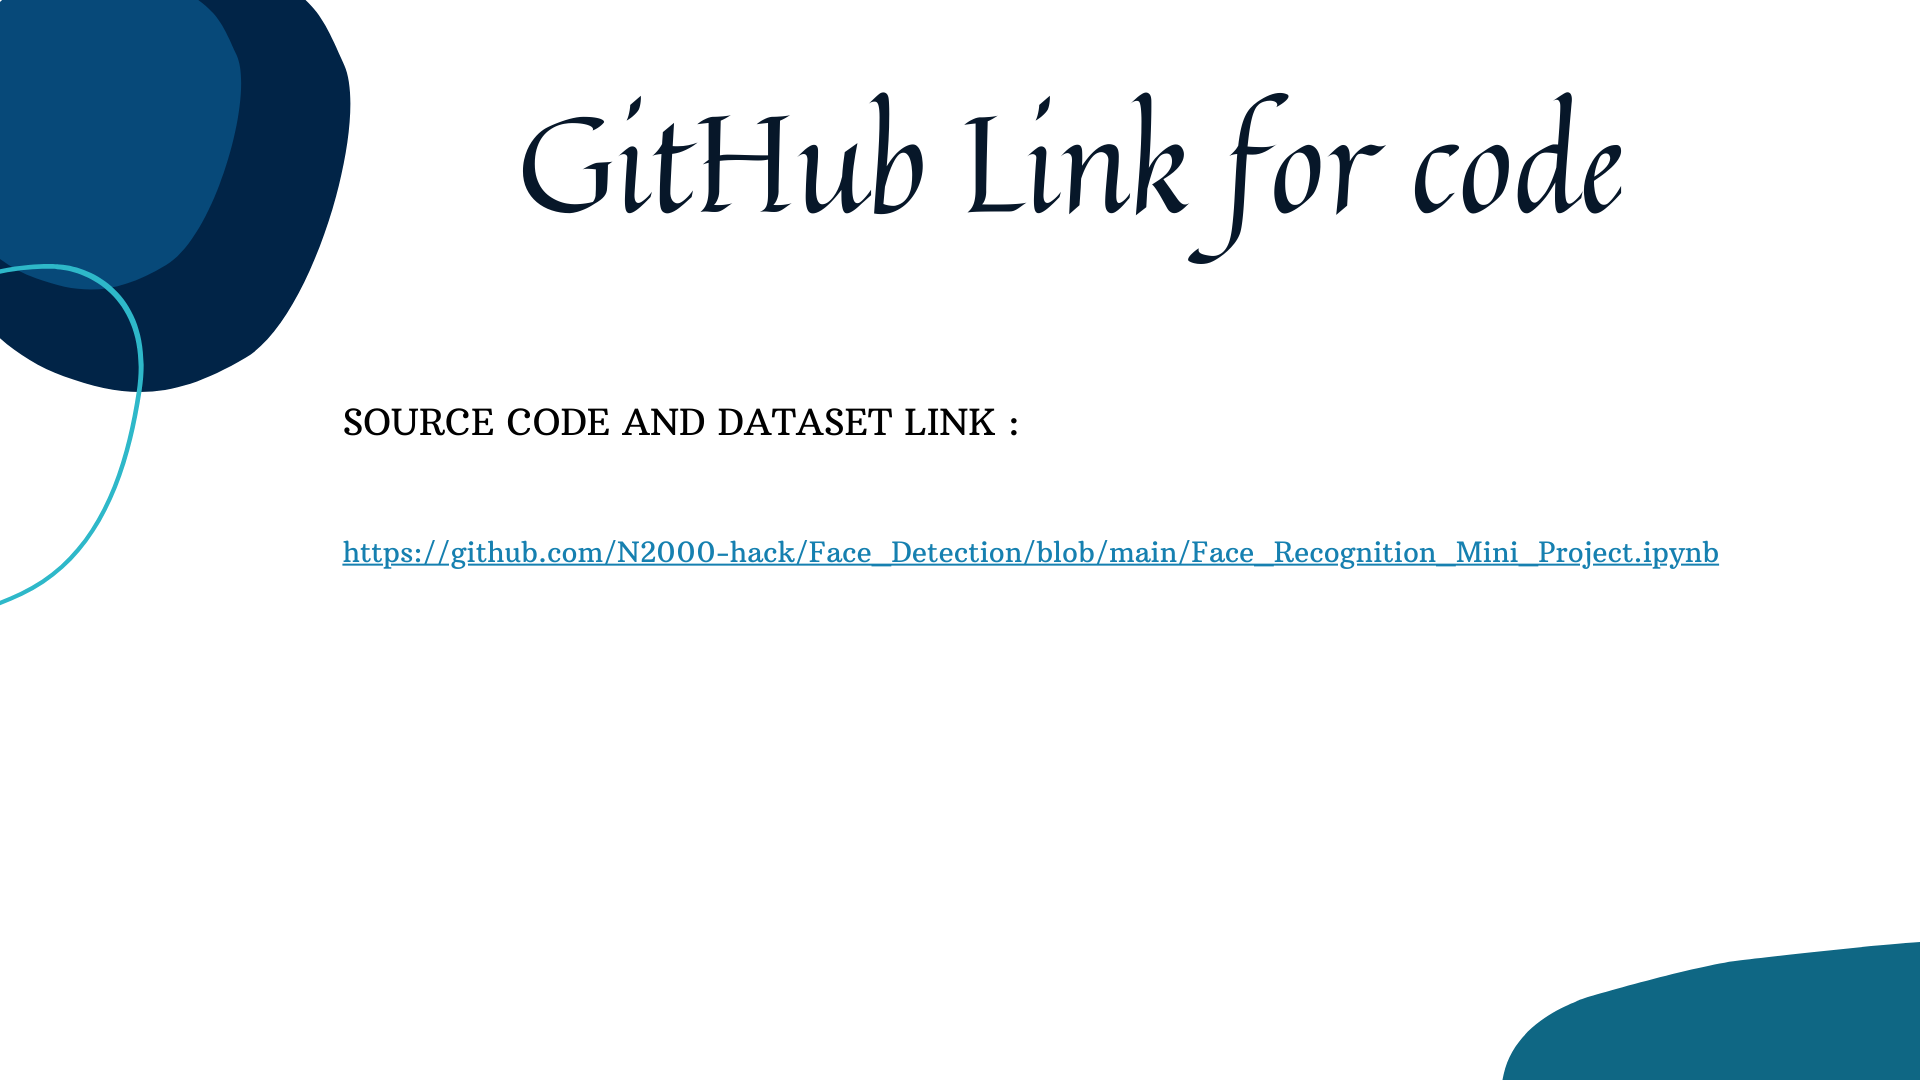 GitHub Link for code
SOURCE CODE AND DATASET LINK :
https://github.com/N2000-hack/Face_Detection/blob/main/Face_Recognition_Mini_Project.ipynb